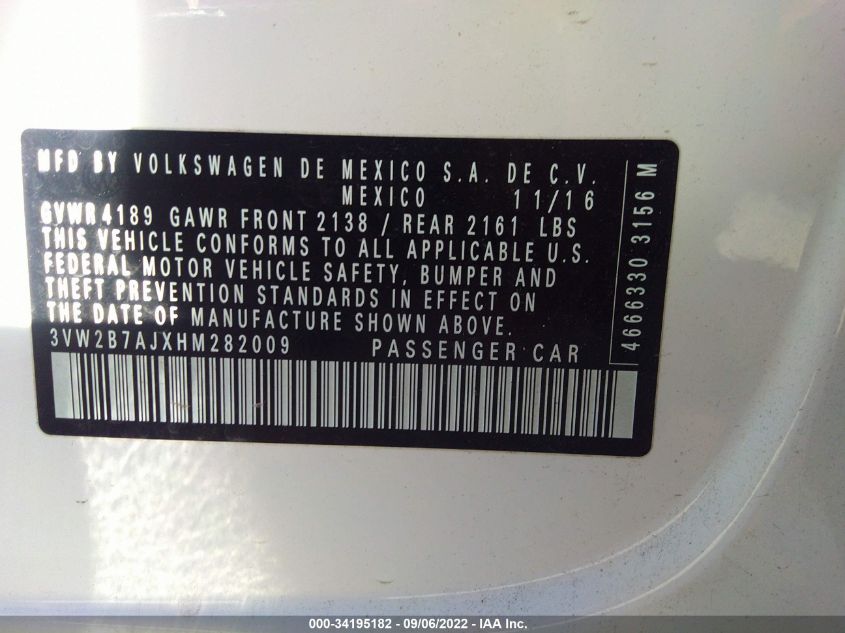 MFD BY VOLKSWAGEN DE MEXICO S.A. DE C.V.
MEXICO 11/16
GVWR 4189 GAWR FRONT 2138 / REAR 2161 LBS
THIS VEHICLE CONFORMS TO ALL APPLICABLE U.S.
FEDERAL MOTOR VEHICLE SAFETY, BUMPER AND
THEFT PREVENTION STANDARDS IN EFFECT ON
THE DATE OF MANUFACTURE SHOWN ABOVE.
3VW2B7AJXHM282009 PASSENGER CAR
4666330 3156 M
000-34195182 - 09/06/2022 - IAA Inc.